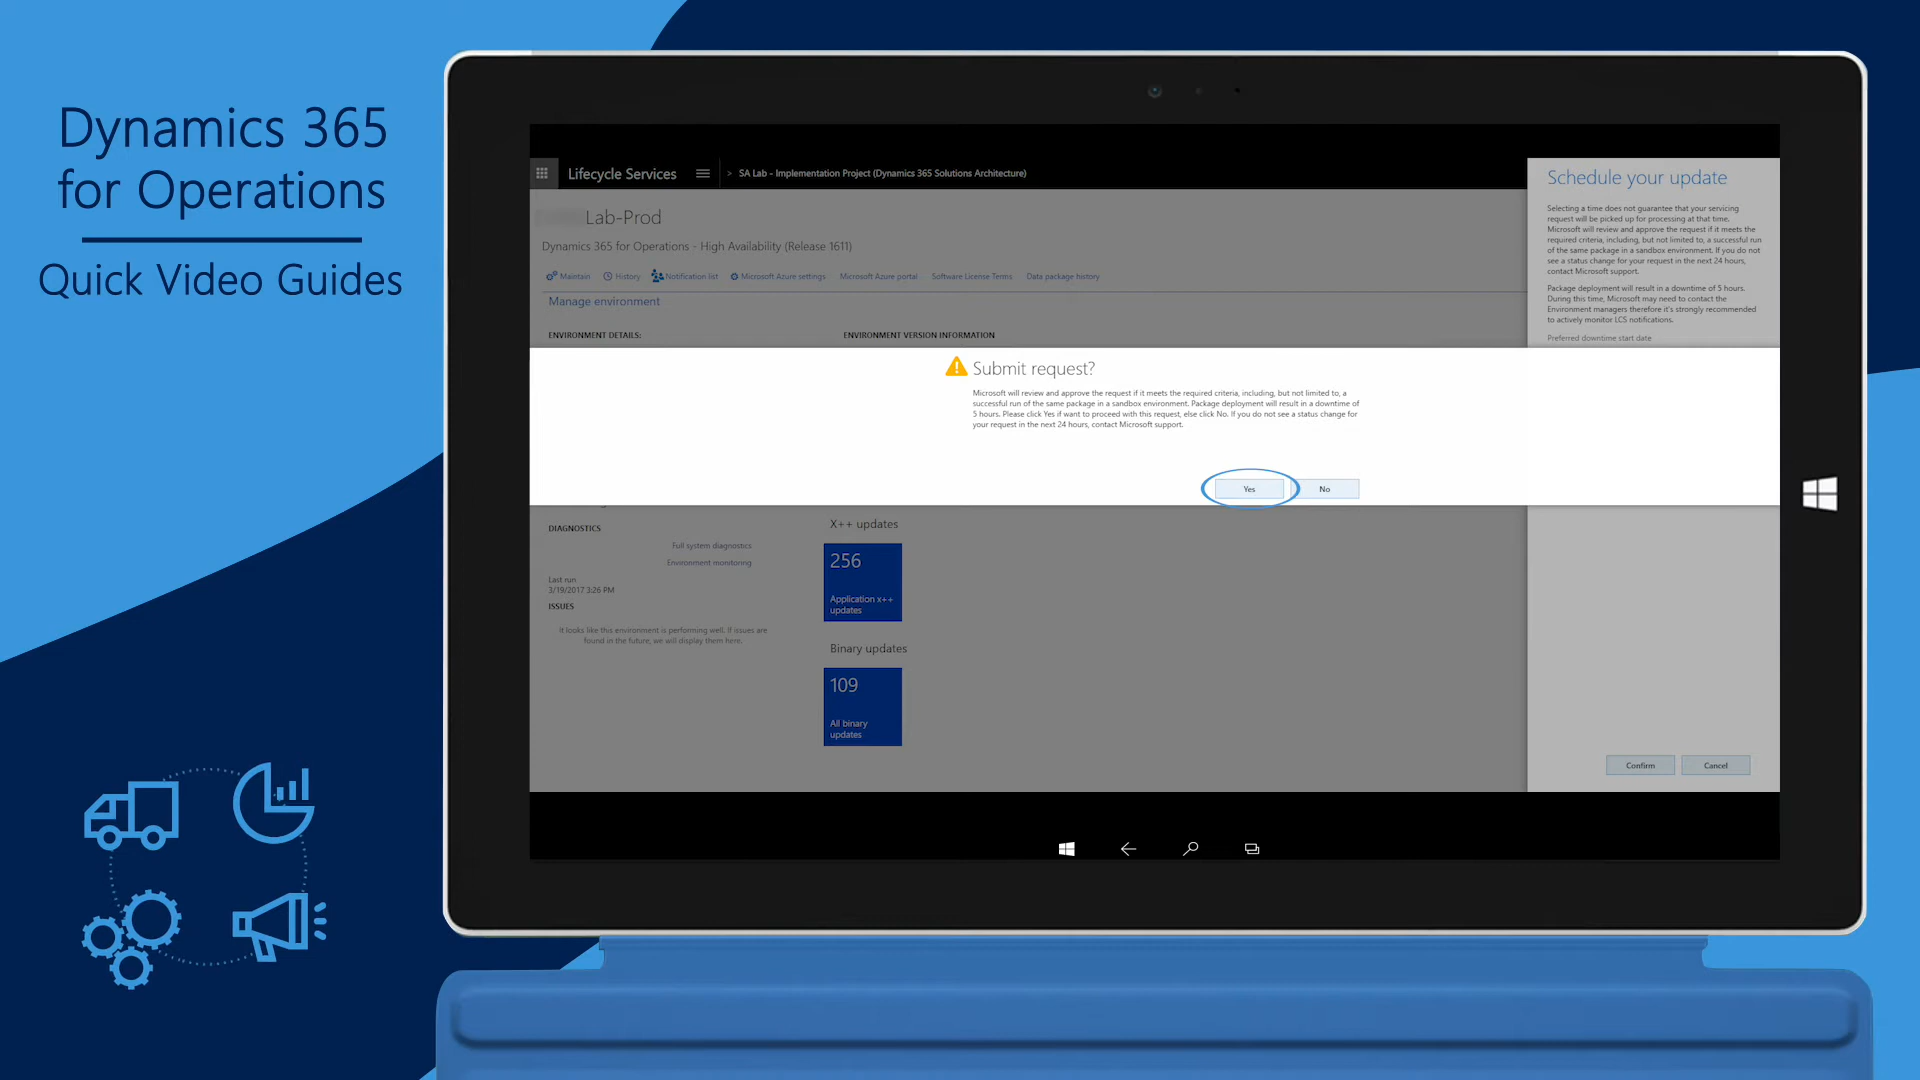 Dynamics 365
for Operations
Quick Video Guides
Lifecycle Services
> SA Lab - Implementation Project (Dynamics 365 Solutions Architecture)
Lab-Prod
Dynamics 365 for Operations - High Availability (Release 1611)
Maintain History Notification list Microsoft Azure settings Microsoft Azure portal Software License Terms Data package history
Manage environment
ENVIRONMENT DETAILS:
ENVIRONMENT VERSION INFORMATION
Schedule your update
Selecting a time does not guarantee that your servicing
request will be picked up for processing at that time.
Microsoft will review and approve the request if it meets the
required criteria, including, but not limited to, a successful run
of the same package in a sandbox environment. If you do not
see a status change for your request in the next 24 hours,
contact Microsoft support.
Package deployment will result in a downtime of 5 hours.
During this time, Microsoft may need to contact the
Environment managers therefore it's strongly recommended
to actively monitor LCS notifications.
Preferred downtime start date
Submit request?
Microsoft will review and approve the request if it meets the required criteria, including, but not limited to, a
successful run of the same package in a sandbox environment. Package deployment will result in a downtime of
5 hours. Please click Yes if want to proceed with this request, else click No. If you do not see a status change for
your request in the next 24 hours, contact Microsoft support.
Yes
No
DIAGNOSTICS
Full system diagnostics
Environment monitoring
Last run
3/19/2017 3:26 PM
ISSUES
It looks like this environment is performing well. If issues are
found in the future, we will display them here.
X++ updates
256
Application x++
updates
Binary updates
109
All binary
updates
Confirm
Cancel